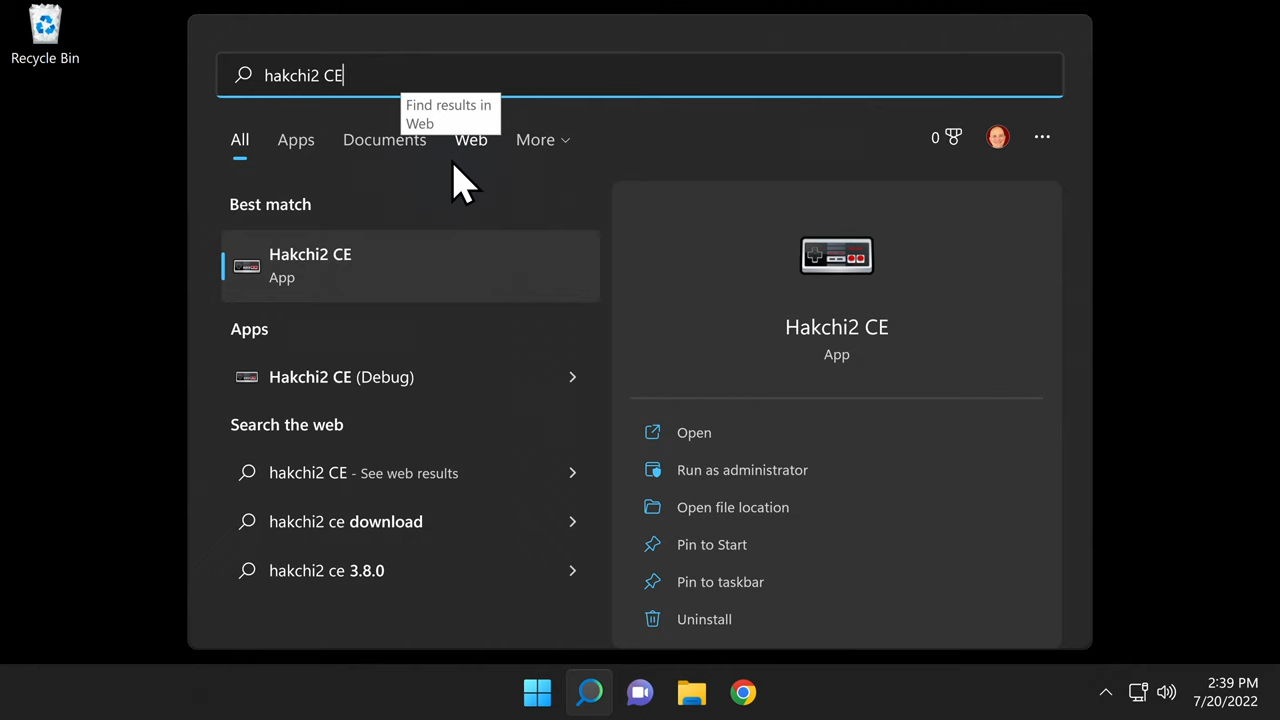 Recycle Bin
hakchi2 CE
Find results in
Web
All
Apps
Documents
Web
More
0
Best match
Hakchi2 CE
App
Apps
Hakchi2 CE (Debug)
Search the web
hakchi2 CE - See web results
hakchi2 ce download
hakchi2 ce 3.8.0
Hakchi2 CE
App
Open
Run as administrator
Open file location
Pin to Start
Pin to taskbar
Uninstall
2:39 PM
7/20/2022